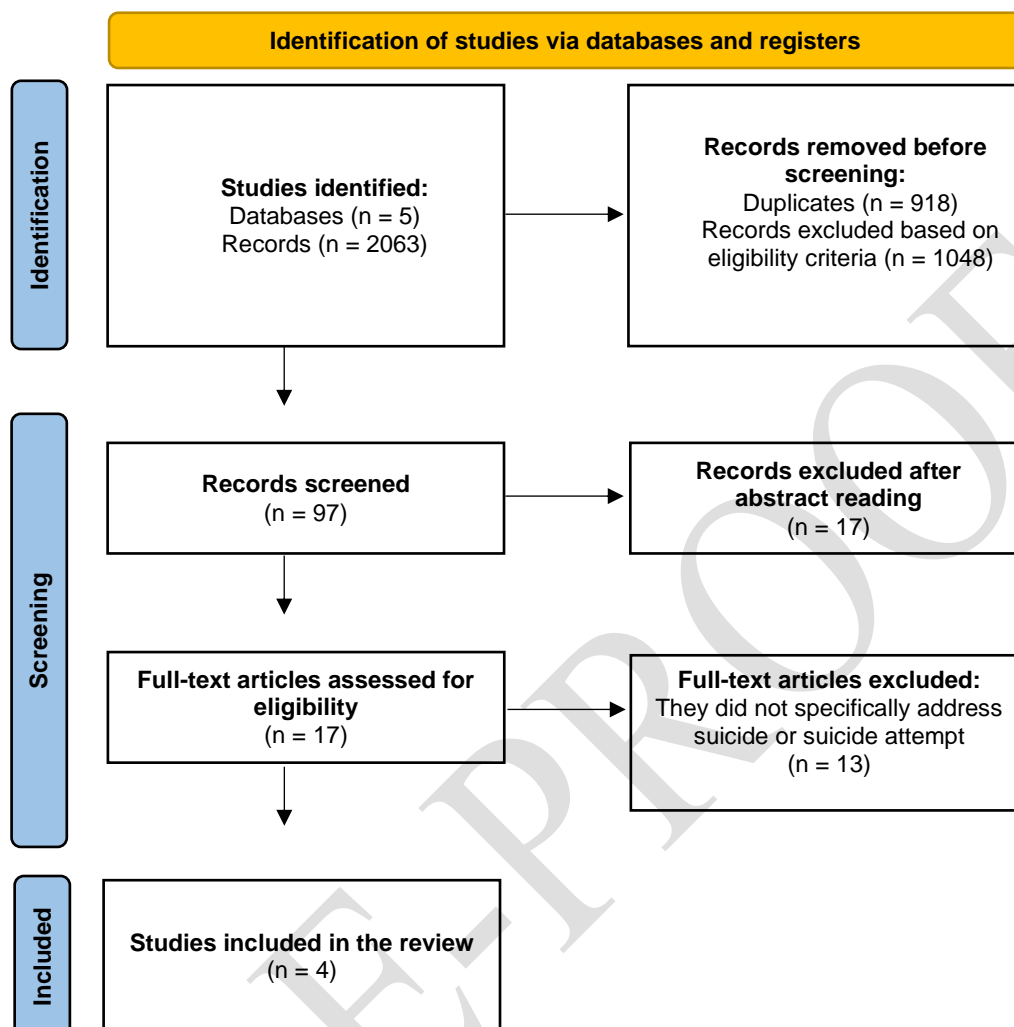 Identification of studies via databases and registers
Identification
Studies identified:
Databases (n = 5)
Records (n = 2063)
Records removed before
screening:
Duplicates (n = 918)
Records excluded based on
eligibility criteria (n = 1048)
Screening
Records screened
(n = 97)
Records excluded after
abstract reading
(n = 17)
Full-text articles assessed for
eligibility
(n = 17)
Full-text articles excluded:
They did not specifically address
suicide or suicide attempt
(n = 13)
Included
Studies included in the review
(n = 4)
E-PROOF